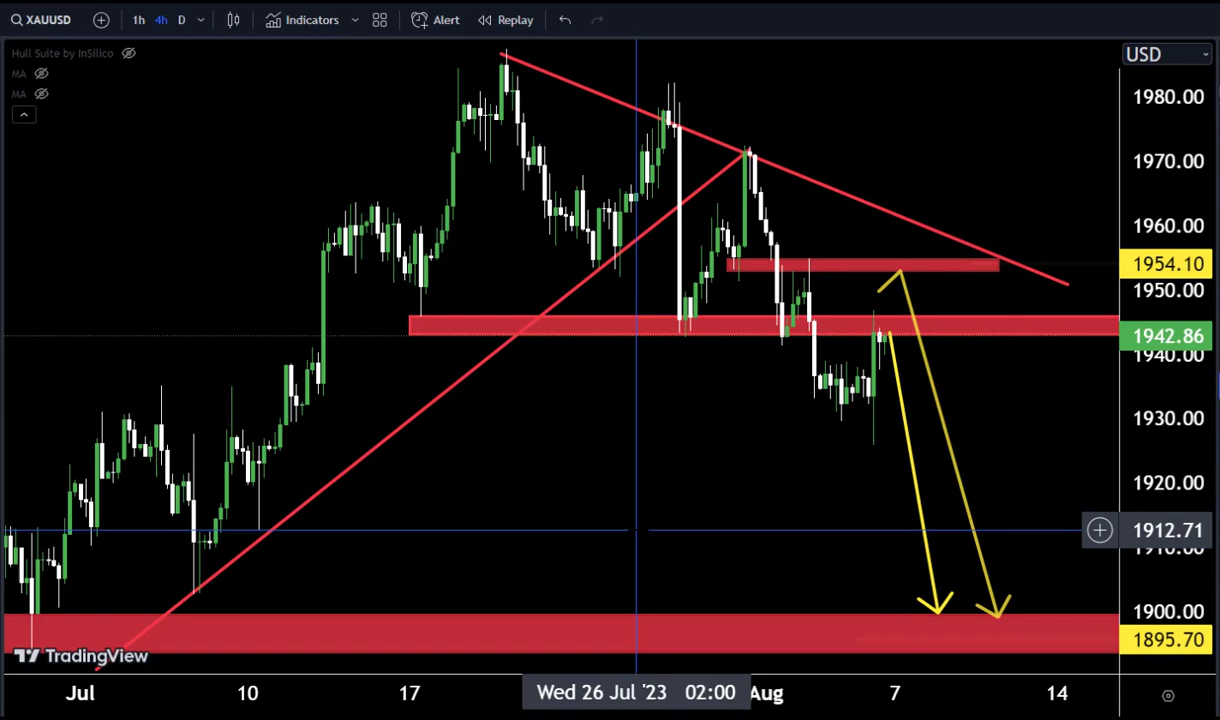 XAUUSD 1h 4h D Indicators Alert Replay
Hull Suite by InSilico
MA
MA
USD
1980.00
1970.00
1960.00
1954.10
1950.00
1942.86
1940.00
1930.00
1920.00
1912.71
1910.00
1900.00
1895.70
TradingView
Jul 10 17 Wed 26 Jul '23 02:00 Aug 7 14